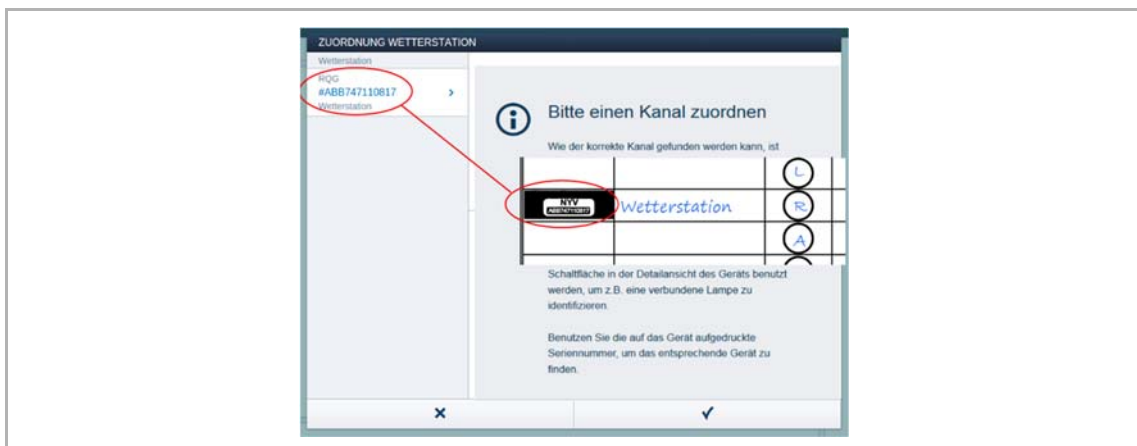 ZUORDNUNG WETTERSTATION
Wetterstation
RQG
#ABB747110817
Wetterstation
Bitte einen Kanal zuordnen
Wie der korrekte Kanal gefunden werden kann, ist
L
NYV
ABB747110817
Wetterstation
R
A
Schaltfläche in der Detailansicht des Geräts benutzt
werden, um z.B. eine verbundene Lampe zu
identifizieren.
Benutzen Sie die auf das Gerät aufgedruckte
Seriennummer, um das entsprechende Gerät zu
finden.